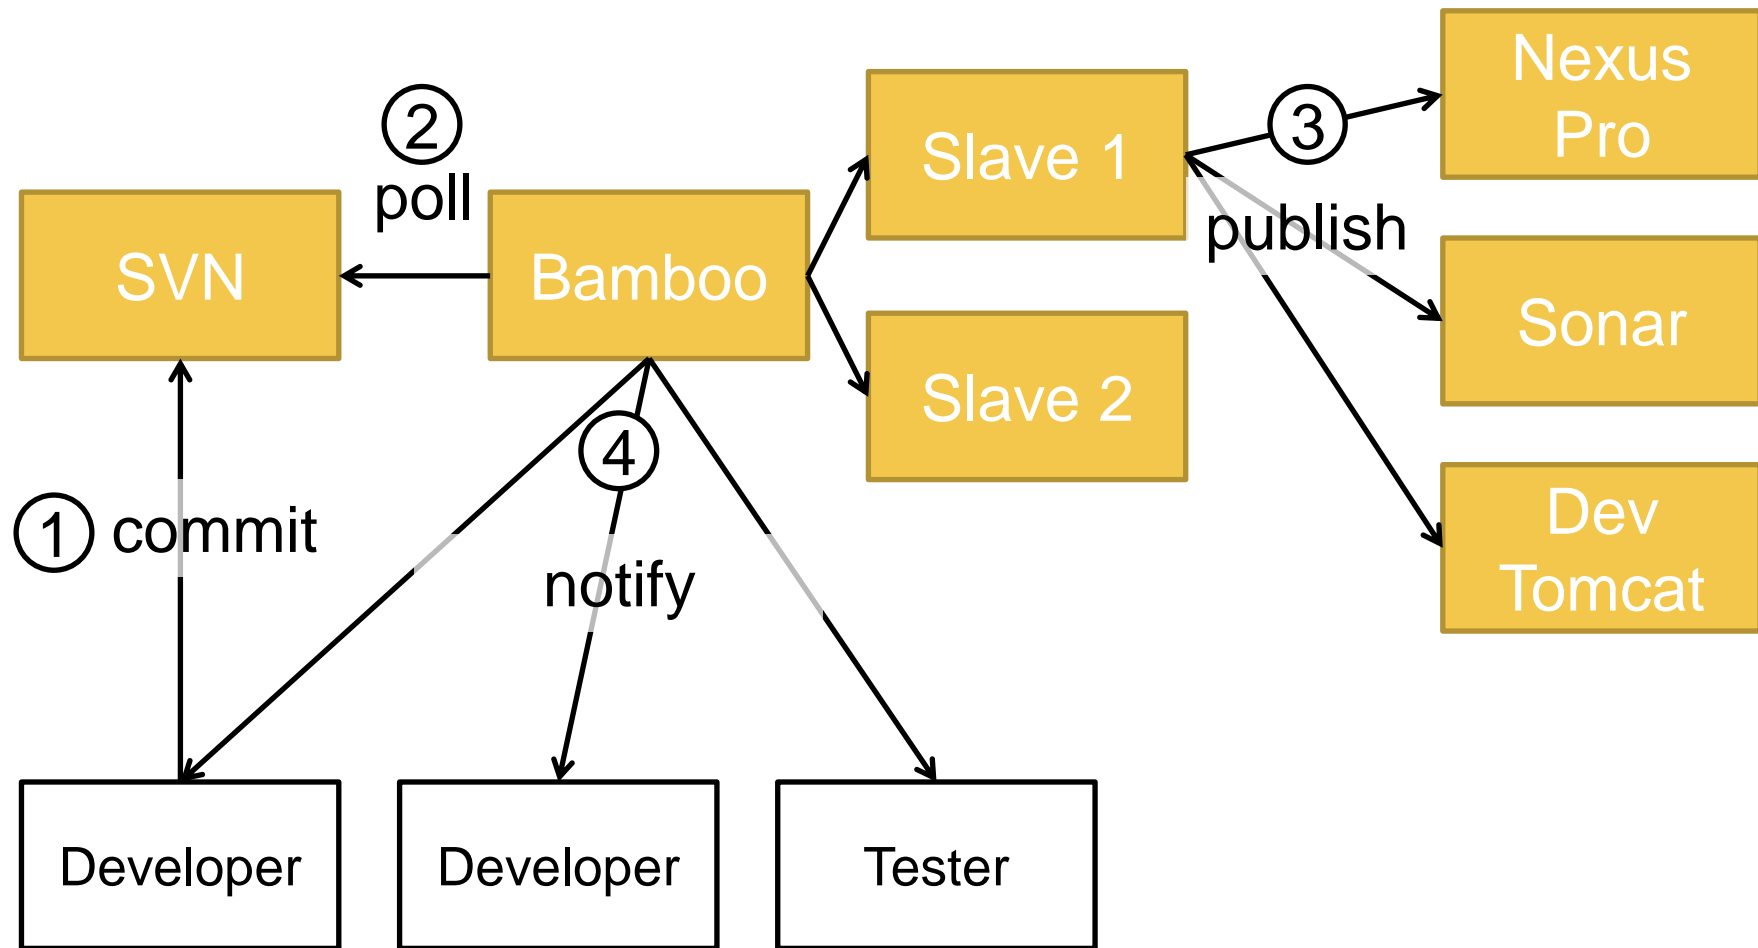 Nexus
Pro
2
poll
Slave 1
3
publish
SVN
Bamboo
Sonar
Slave 2
4
1 commit
notify
Dev
Tomcat
Developer
Developer
Tester